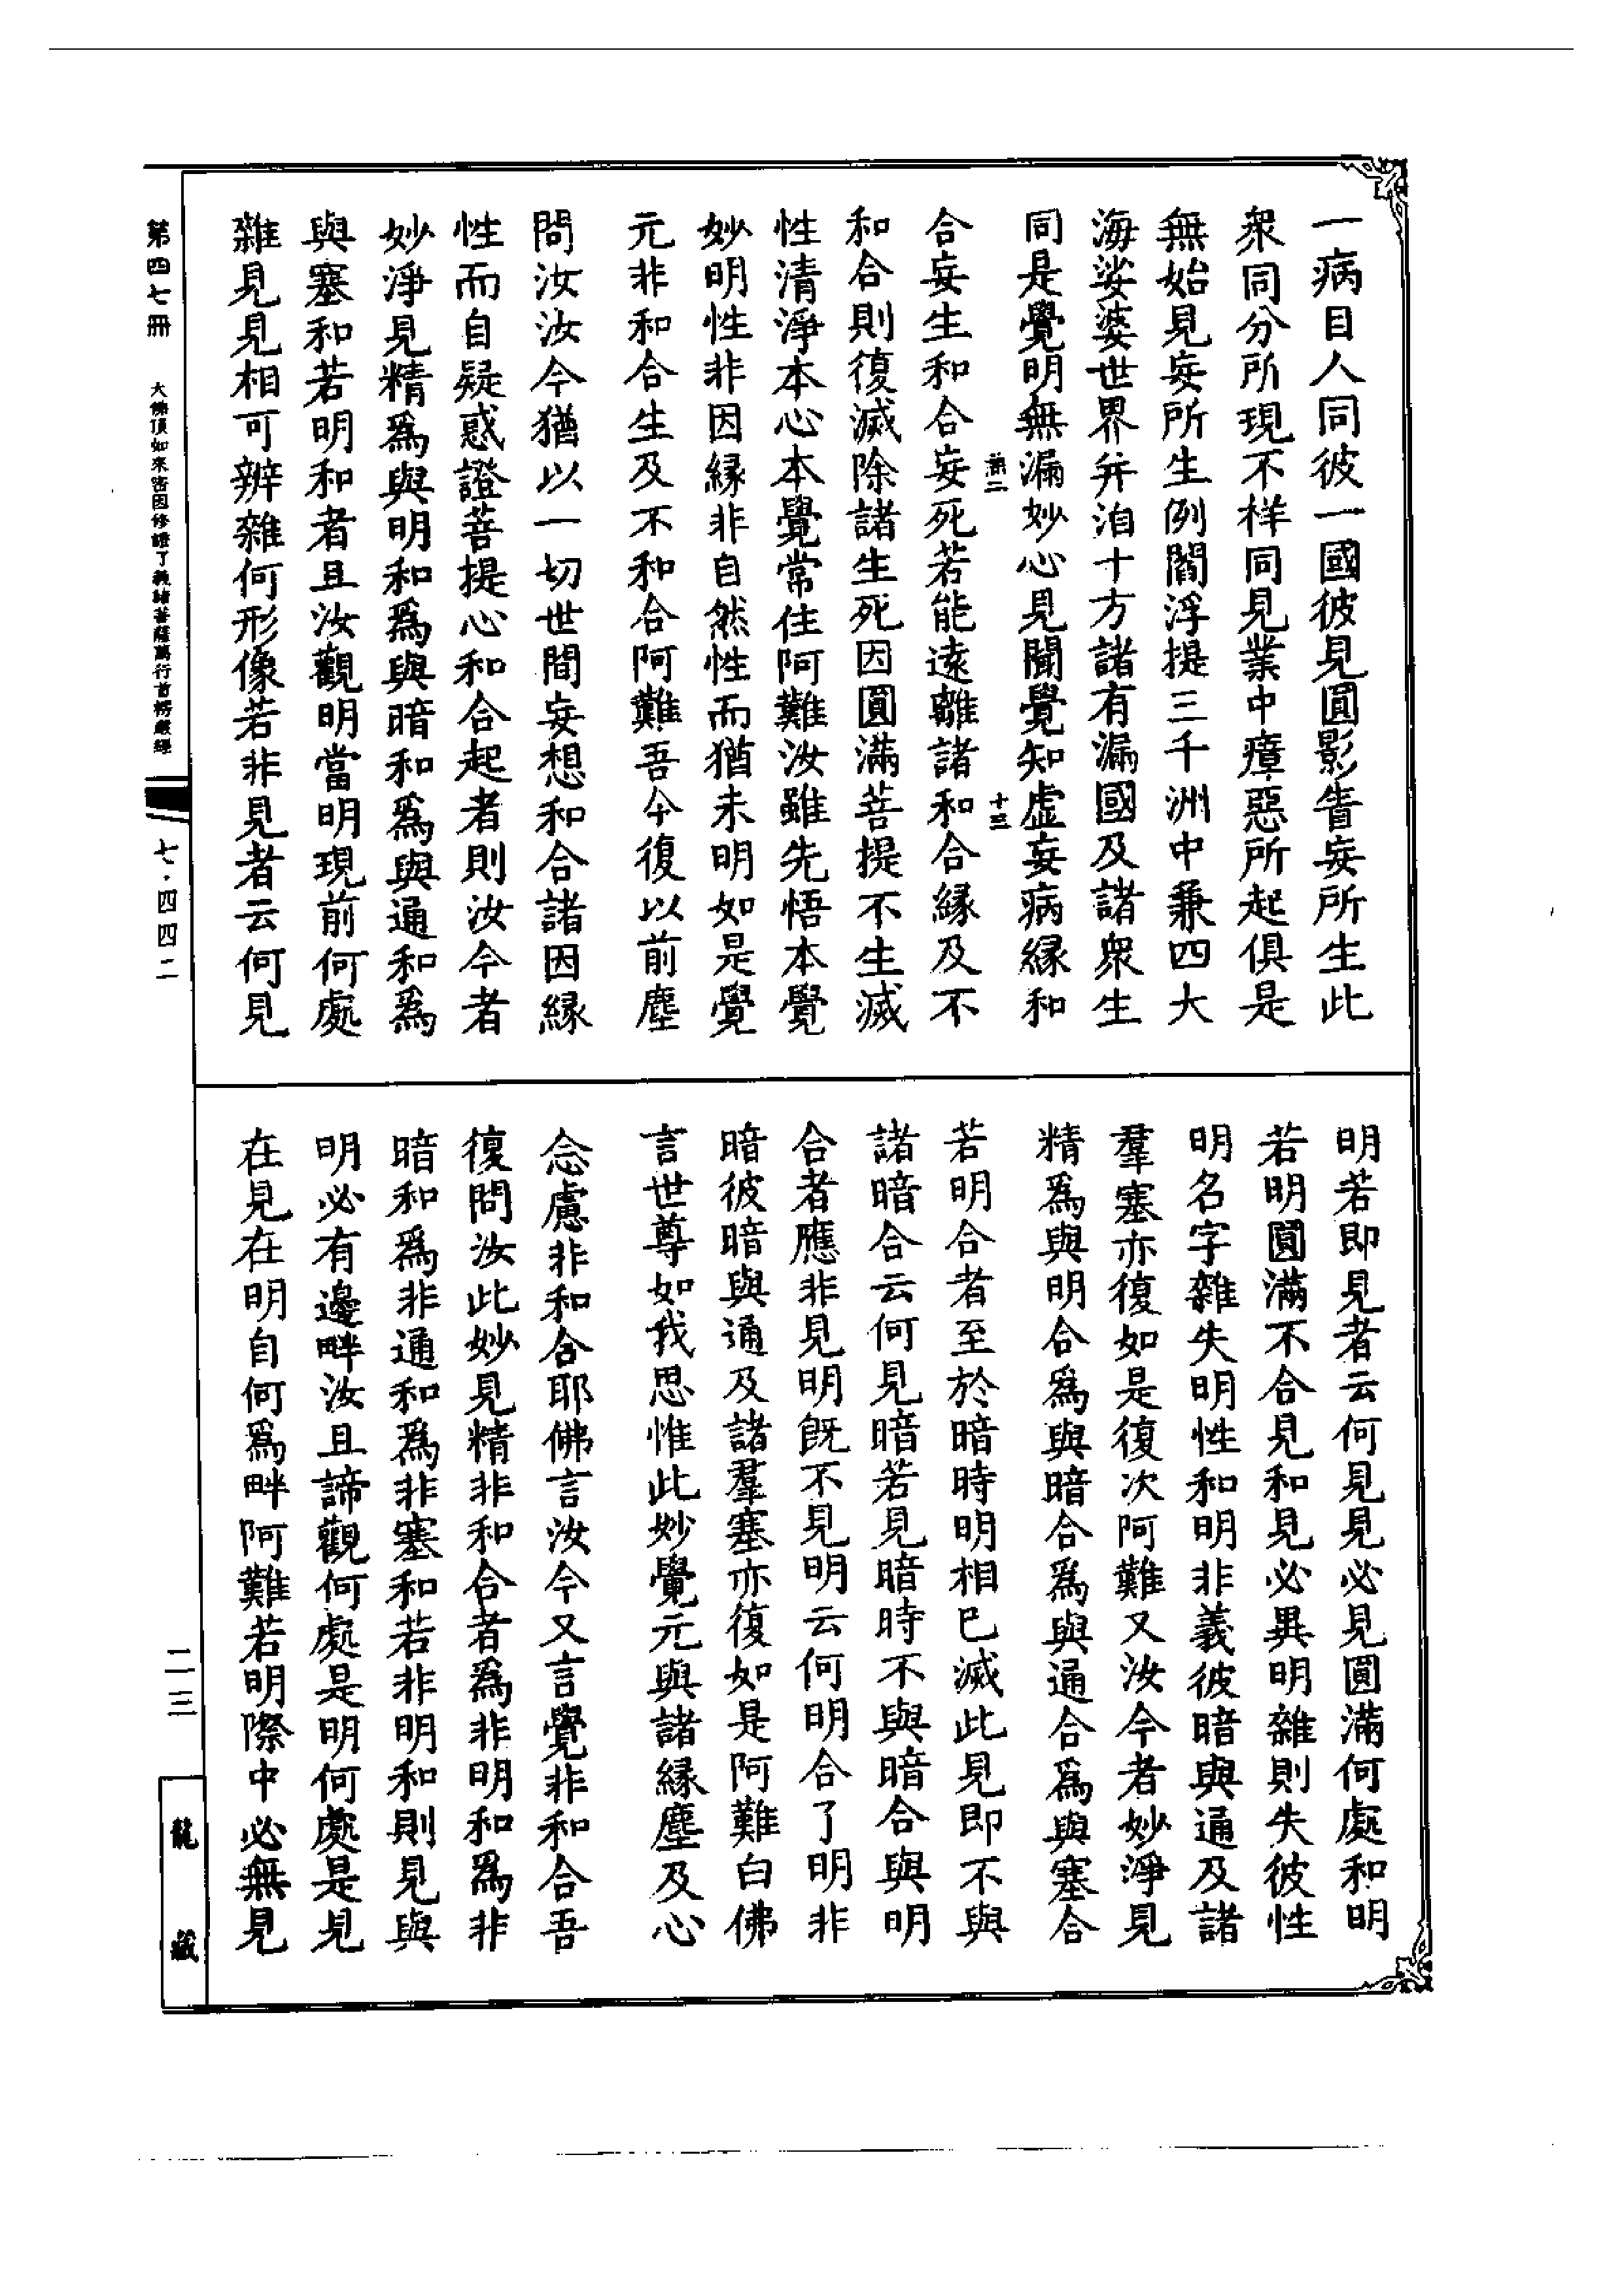 一病目人同彼一國彼見圓影眚妄所生此
衆同分所現不祥同見業中瘴惡所起俱是
無始見妄所生例閻浮提三千洲中兼四大
海娑婆世界并洎十方諸有漏國及諸衆生
同是覺明無漏妙心見聞覺知虛妄病緣和
合妄生和合妄死若能遠離諸和合緣及不
和合則復滅除諸生死因圓滿菩提不生滅
性清淨本心本覺常住阿難汝雖先悟本覺
妙明性非因緣非自然性而猶未明如是覺
元非和合生及不和合阿難吾今復以前塵
問汝汝今猶以一切世間妄想和合諸因緣
性而自疑惑證菩提心和合起者則汝今者
妙淨見精爲與明和爲與暗和爲與通和爲
與塞和若明和者且汝觀明當明現前何處
雜見見相可辨雜何形像若非見者云何見
明若即見者云何見見必見圓滿何處和明
若明圓滿不合見和見必異明雜則失彼性
明名字雜失明性和明非義彼暗與通及諸
羣塞亦復如是復次阿難又汝今者妙淨見
精爲與明合爲與暗合爲與通合爲與塞合
若明合者至於暗時明相已滅此見即不與
諸暗合云何見暗若見暗時不與暗合與明
合者應非見明既不見明云何明合了明非
暗彼暗與通及諸羣塞亦復如是阿難白佛
言世尊如我思惟此妙覺元與諸緣塵及心
念慮非和合耶佛言汝今又言覺非和合吾
復問汝此妙見精非和合者爲非明和爲非
暗和爲非通和爲非塞和若非明和則見與
明必有邊畔汝且諦觀何處是明何處是見
在見在明自何爲畔阿難若明際中必無見
十三
第四七冊
大佛頂如來密因修證了義諸菩薩萬行首楞嚴經
七·四四二
二三
龍藏